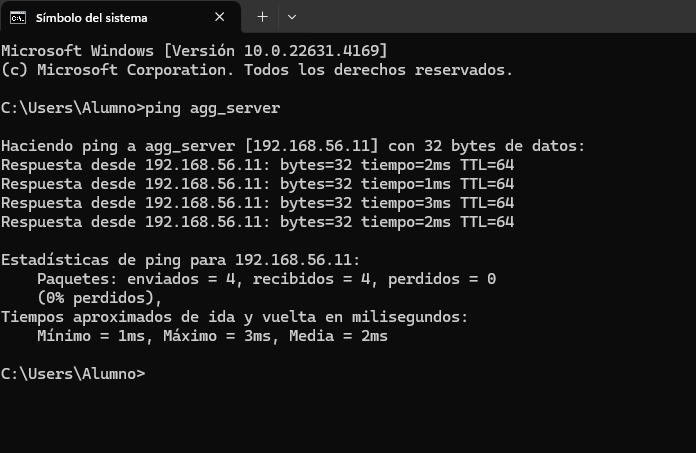 Símbolo del sistema
Microsoft Windows [Versión 10.0.22631.4169]
(c) Microsoft Corporation. Todos los derechos reservados.
C:\Users\Alumno>ping agg_server
Haciendo ping a agg_server [192.168.56.11] con 32 bytes de datos:
Respuesta desde 192.168.56.11: bytes=32 tiempo=2ms TTL=64
Respuesta desde 192.168.56.11: bytes=32 tiempo=1ms TTL=64
Respuesta desde 192.168.56.11: bytes=32 tiempo=3ms TTL=64
Respuesta desde 192.168.56.11: bytes=32 tiempo=2ms TTL=64
Estadísticas de ping para 192.168.56.11:
    Paquetes: enviados = 4, recibidos = 4, perdidos = 0
    (0% perdidos),
Tiempos aproximados de ida y vuelta en milisegundos:
    Mínimo = 1ms, Máximo = 3ms, Media = 2ms
C:\Users\Alumno>